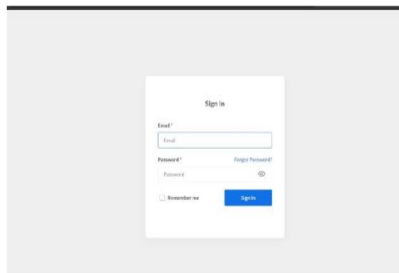 Sign in
Email *
Email
Password * Forgot Password?
Password
Remember me Sign In